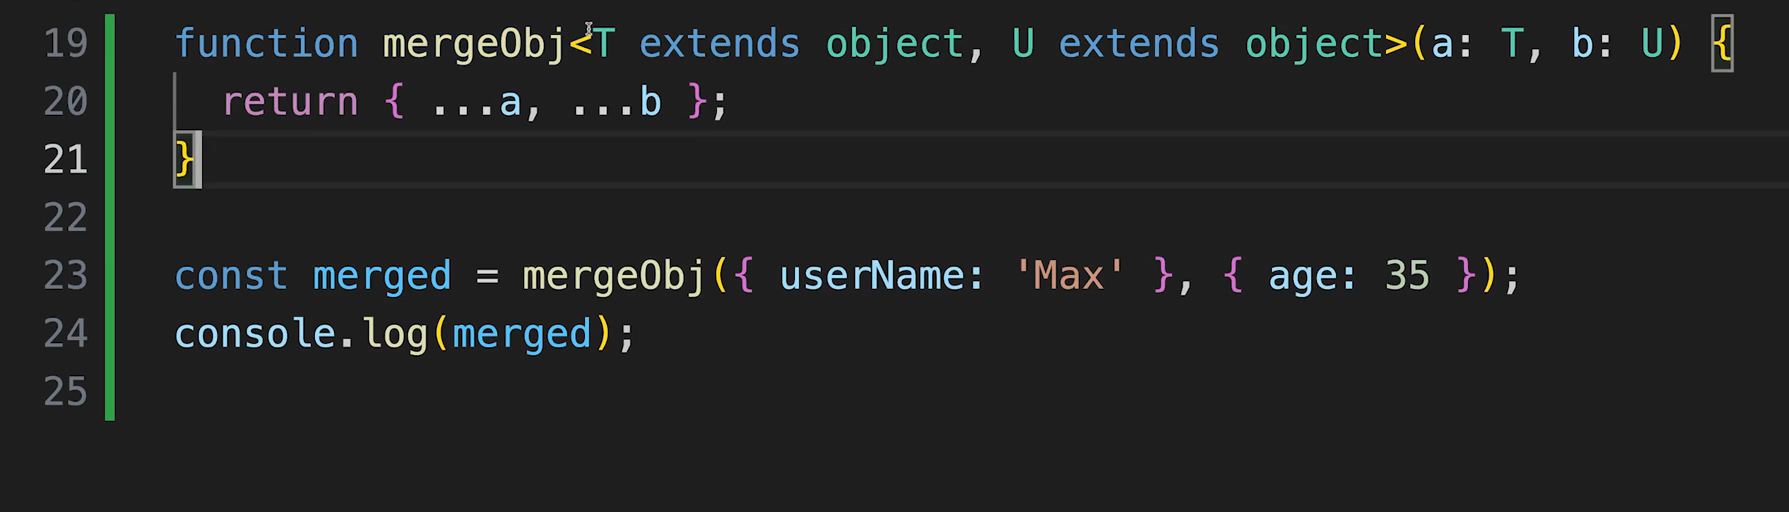 19 function mergeObj<T extends object, U extends object>(a: T, b: U) {
20   return { ...a, ...b };
21 }
22
23 const merged = mergeObj({ userName: 'Max' }, { age: 35 });
24 console.log(merged);
25